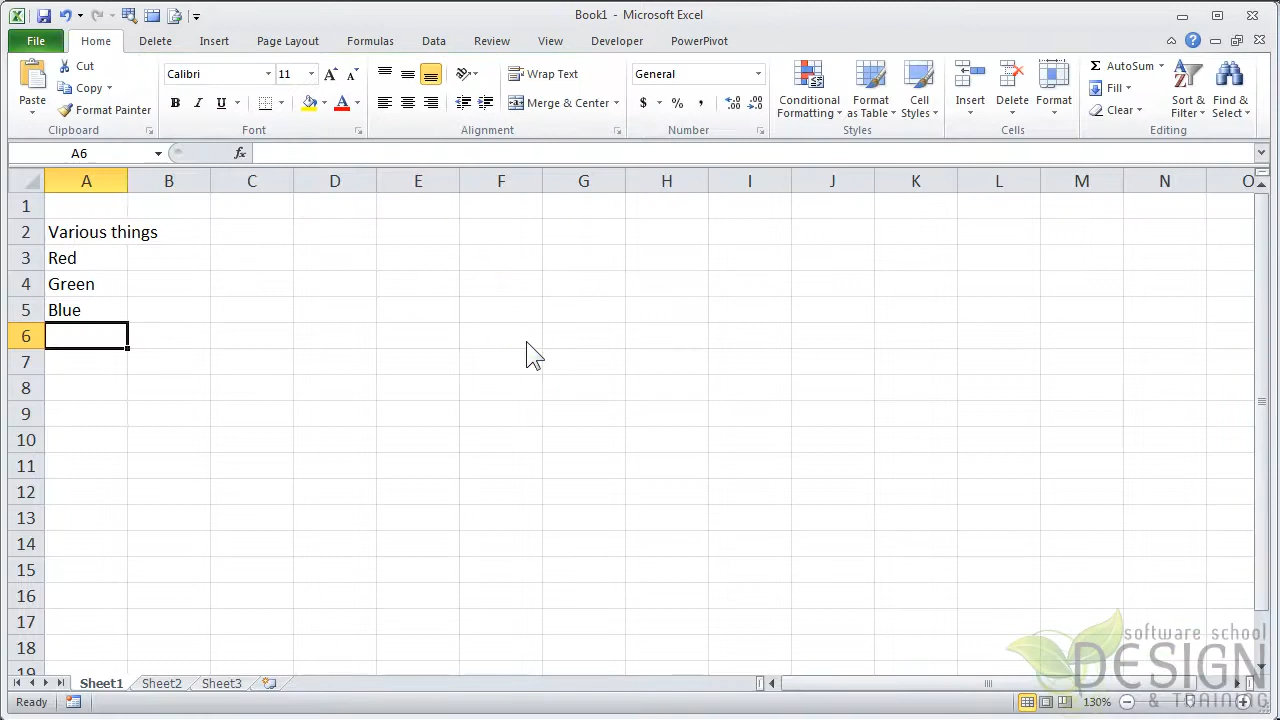 Book1 - Microsoft Excel
File Home Delete Insert Page Layout Formulas Data Review View Developer PowerPivot
Paste
Cut
Copy
Format Painter
Clipboard
Calibri 11
B I U A
Font
Wrap Text
Merge & Center
Alignment
General
$ % ,
Number
Conditional Formatting
Format as Table
Cell Styles
Styles
Insert
Delete
Format
Cells
Σ AutoSum
Fill
Clear
Sort & Filter
Find & Select
Editing
A6 fx
A B C D E F G H I J K L M N O
1
2 Various things
3 Red
4 Green
5 Blue
6
7
8
9
10
11
12
13
14
15
16
17
18
19
software school
DESIGN
& TRAINING
Sheet1 Sheet2 Sheet3
Ready 130%